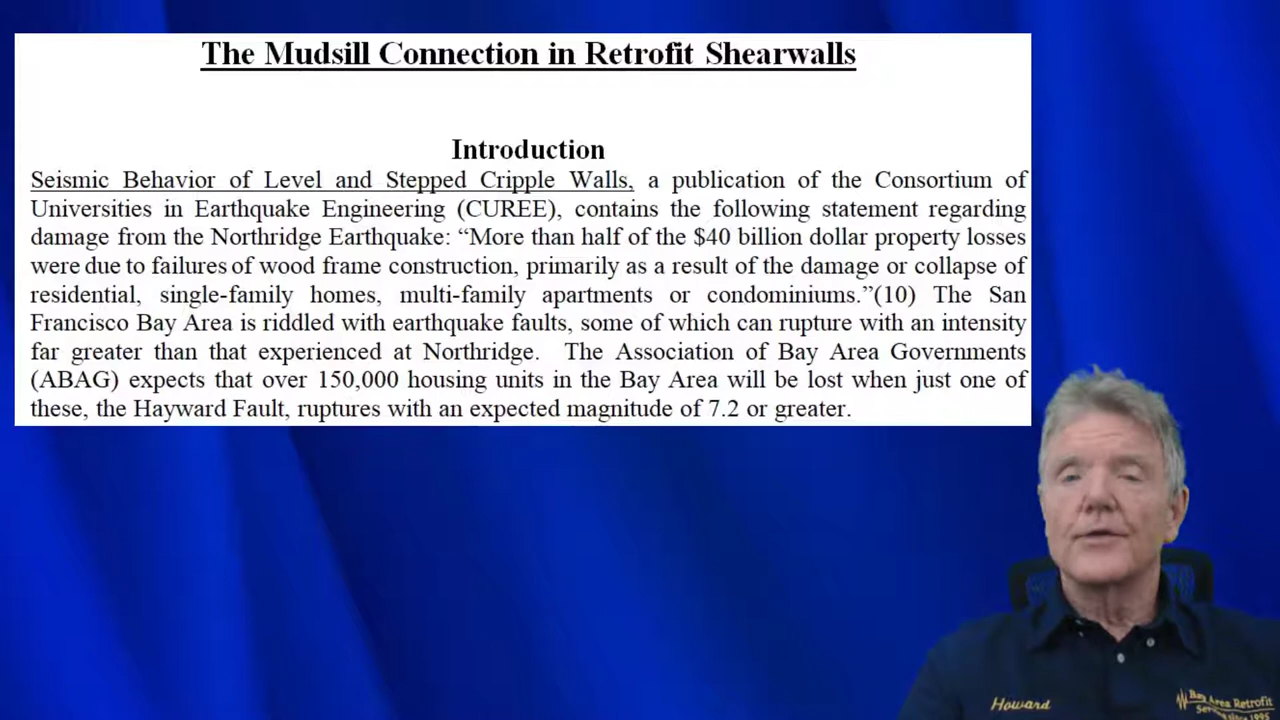 The Mudsill Connection in Retrofit Shearwalls
Introduction
Seismic Behavior of Level and Stepped Cripple Walls, a publication of the Consortium of
Universities in Earthquake Engineering (CUREE), contains the following statement regarding
damage from the Northridge Earthquake: “More than half of the $40 billion dollar property losses
were due to failures of wood frame construction, primarily as a result of the damage or collapse of
residential, single-family homes, multi-family apartments or condominiums.”(10) The San
Francisco Bay Area is riddled with earthquake faults, some of which can rupture with an intensity
far greater than that experienced at Northridge. The Association of Bay Area Governments
(ABAG) expects that over 150,000 housing units in the Bay Area will be lost when just one of
these, the Hayward Fault, ruptures with an expected magnitude of 7.2 or greater.
Howard
Bay Area Retrofit